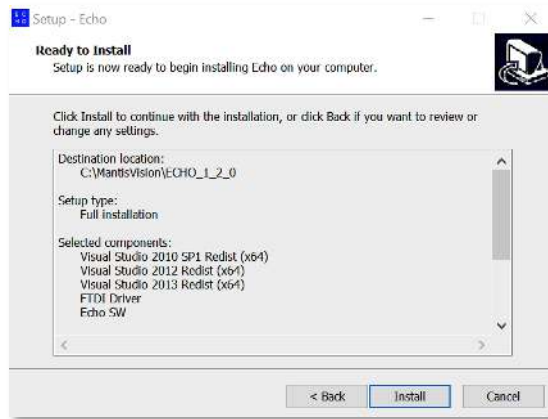 Setup - Echo
Ready to Install
Setup is now ready to begin installing Echo on your computer.
Click Install to continue with the installation, or click Back if you want to review or
change any settings.
Destination location:
C:\MantisVision\ECHO_1_2_0
Setup type:
Full installation
Selected components:
Visual Studio 2010 SP1 Redist (x64)
Visual Studio 2012 Redist (x64)
Visual Studio 2013 Redist (x64)
FTDI Driver
Echo SW
< Back
Install
Cancel